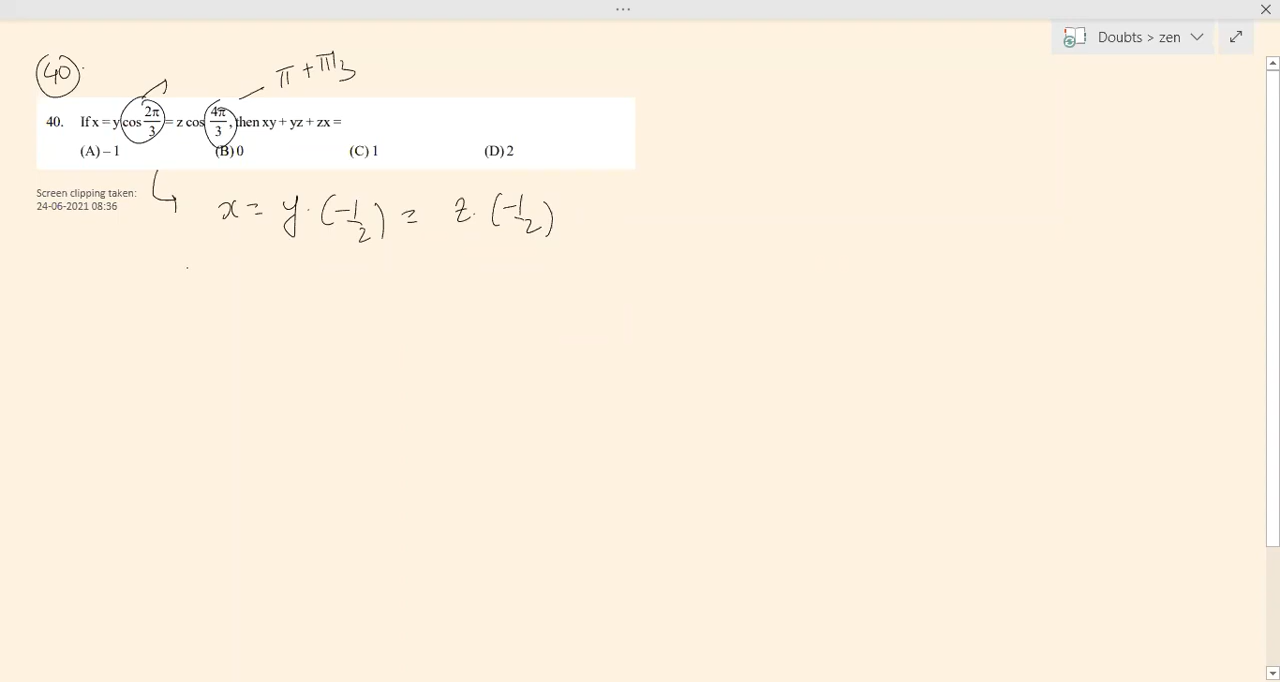 Doubts > zen
40
π + π/3
40. If x = y cos 2π/3 = z cos 4π/3, then xy + yz + zx =
(A) – 1 (B) 0 (C) 1 (D) 2
Screen clipping taken:
24-06-2021 08:36
x = y · (-1/2) = z · (-1/2)